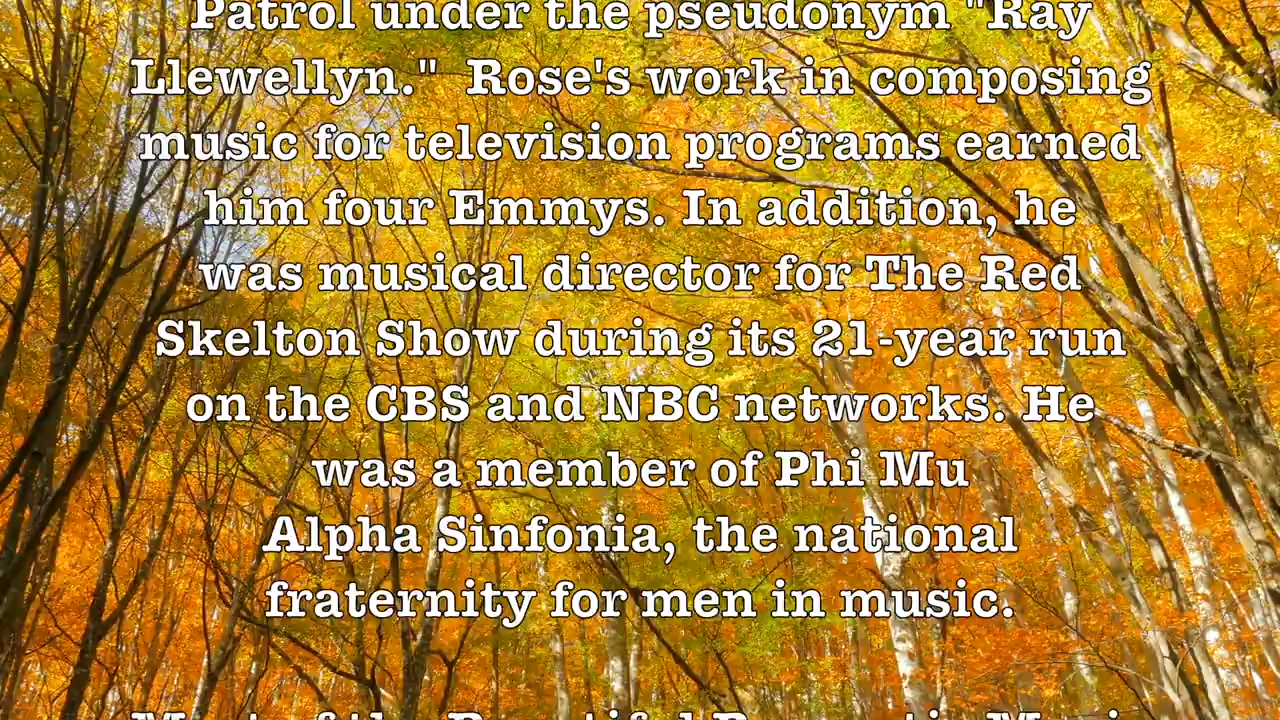 Patrol under the pseudonym "Ray
Llewellyn."  Rose's work in composing
music for television programs earned
him four Emmys. In addition, he
was musical director for The Red
Skelton Show during its 21-year run
on the CBS and NBC networks. He
was a member of Phi Mu
Alpha Sinfonia, the national
fraternity for men in music.